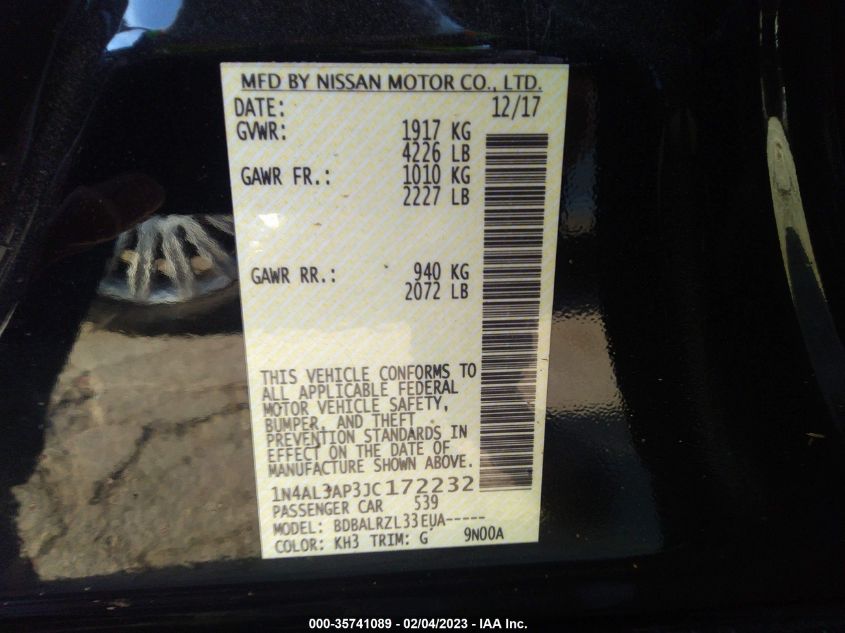 MFD BY NISSAN MOTOR CO., LTD.
DATE: 12/17
GVWR: 1917 KG
4226 LB
GAWR FR.: 1010 KG
2227 LB
GAWR RR.: 940 KG
2072 LB
THIS VEHICLE CONFORMS TO
ALL APPLICABLE FEDERAL
MOTOR VEHICLE SAFETY,
BUMPER, AND THEFT
PREVENTION STANDARDS IN
EFFECT ON THE DATE OF
MANUFACTURE SHOWN ABOVE.
1N4AL3AP3JC172232
PASSENGER CAR 539
MODEL: BDBALRZL33EUA-----
COLOR: KH3 TRIM: G 9N00A
000-35741089 - 02/04/2023 - IAA Inc.